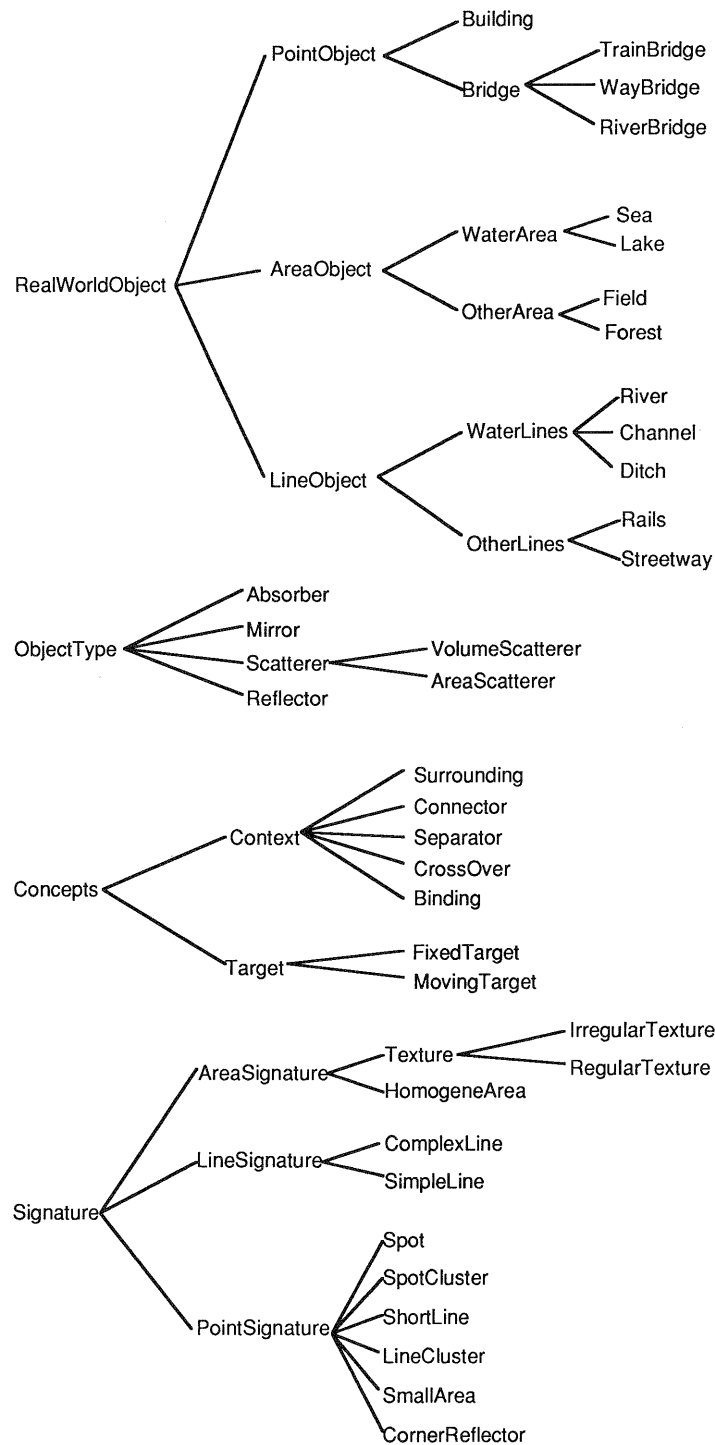 Building
PointObject
TrainBridge
Bridge
WayBridge
RiverBridge
Sea
WaterArea
Lake
AreaObject
RealWorldObject
Field
OtherArea
Forest
River
WaterLines
Channel
Ditch
LineObject
Rails
OtherLines
Streetway
Absorber
Mirror
ObjectType
VolumeScatterer
Scatterer
AreaScatterer
Reflector
Surrounding
Connector
Context
Separator
CrossOver
Concepts
Binding
FixedTarget
Target
MovingTarget
IrregularTexture
Texture
RegularTexture
AreaSignature
HomogeneArea
ComplexLine
LineSignature
SimpleLine
Signature
Spot
SpotCluster
ShortLine
PointSignature
LineCluster
SmallArea
CornerReflector